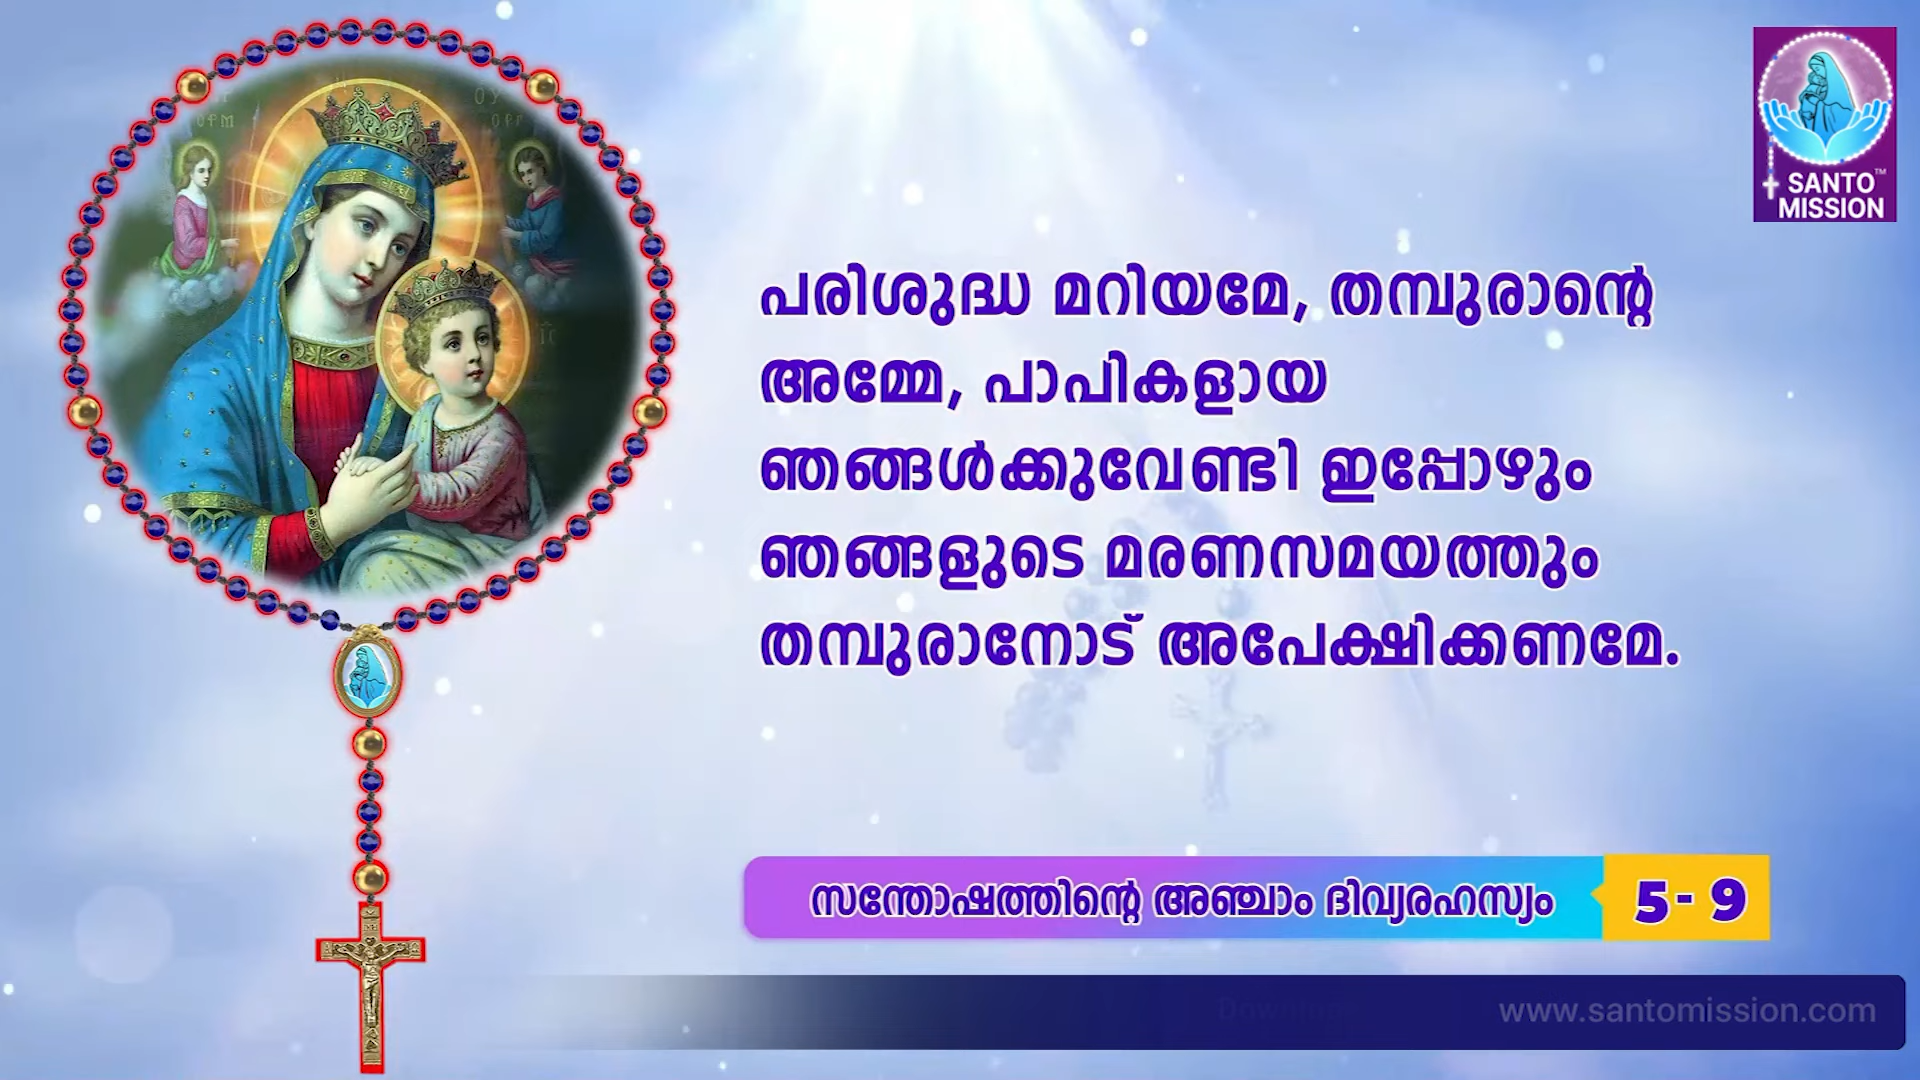 SANTO™
MISSION
പരിശുദ്ധ മറിയമേ, തമ്പുരാന്റെ
അമ്മേ, പാപികളായ
ഞങ്ങൾക്കുവേണ്ടി ഇപ്പോഴും
ഞങ്ങളുടെ മരണസമയത്തും
തമ്പുരാനോട് അപേക്ഷിക്കണമേ.
സന്തോഷത്തിന്റെ അഞ്ചാം ദിവ്യരഹസ്യം 5- 9
www.santomission.com